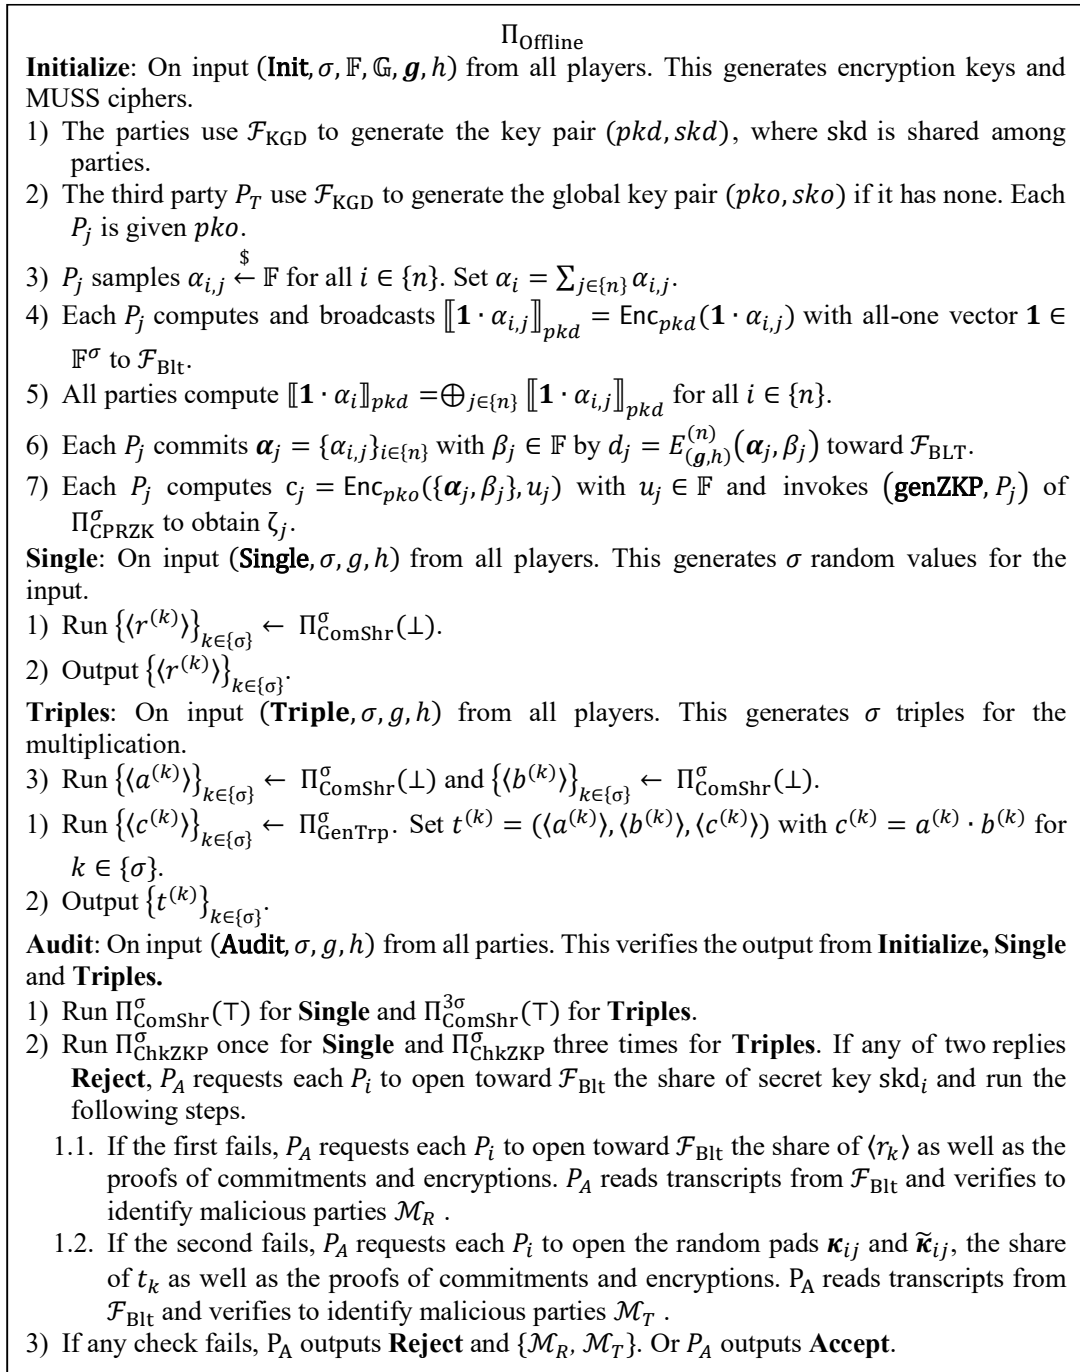 Π_Offline
Initialize: On input (Init, σ, 𝔽, 𝔾, 𝒈, ℎ) from all players. This generates encryption keys and
MUSS ciphers.
1) The parties use ℱ_KGD to generate the key pair (pkd, skd), where skd is shared among
parties.
2) The third party P_T use ℱ_KGD to generate the global key pair (pko, sko) if it has none. Each
P_j is given pko.
3) P_j samples α_{i,j} $← 𝔽 for all i ∈ {n}. Set α_i = ∑_{j∈{n}} α_{i,j}.
4) Each P_j computes and broadcasts ⟦𝟏 · α_{i,j}⟧_{pkd} = Enc_{pkd}(𝟏 · α_{i,j}) with all-one vector 𝟏 ∈
𝔽^σ to ℱ_Blt.
5) All parties compute ⟦𝟏 · α_i⟧_{pkd} =⊕_{j∈{n}} ⟦𝟏 · α_{i,j}⟧_{pkd} for all i ∈ {n}.
6) Each P_j commits 𝜶_j = {α_{i,j}}_{i∈{n}} with β_j ∈ 𝔽 by d_j = E^{(n)}_{(𝒈,ℎ)}(𝜶_j, β_j) toward ℱ_BLT.
7) Each P_j computes c_j = Enc_{pko}({𝜶_j, β_j}, u_j) with u_j ∈ 𝔽 and invokes (genZKP, P_j) of
Π^σ_CPRZK to obtain ζ_j.
Single: On input (Single, σ, g, ℎ) from all players. This generates σ random values for the
input.
1) Run {⟨r^{(k)}⟩}_{k∈{σ}} ← Π^σ_ComShr(⊥).
2) Output {⟨r^{(k)}⟩}_{k∈{σ}}.
Triples: On input (Triple, σ, g, ℎ) from all players. This generates σ triples for the
multiplication.
3) Run {⟨a^{(k)}⟩}_{k∈{σ}} ← Π^σ_ComShr(⊥) and {⟨b^{(k)}⟩}_{k∈{σ}} ← Π^σ_ComShr(⊥).
1) Run {⟨c^{(k)}⟩}_{k∈{σ}} ← Π^σ_GenTrp. Set t^{(k)} = (⟨a^{(k)}⟩, ⟨b^{(k)}⟩, ⟨c^{(k)}⟩) with c^{(k)} = a^{(k)} · b^{(k)} for
k ∈ {σ}.
2) Output {t^{(k)}}_{k∈{σ}}.
Audit: On input (Audit, σ, g, ℎ) from all parties. This verifies the output from Initialize, Single
and Triples.
1) Run Π^σ_ComShr(⊤) for Single and Π^{3σ}_ComShr(⊤) for Triples.
2) Run Π^σ_ChkZKP once for Single and Π^σ_ChkZKP three times for Triples. If any of two replies
Reject, P_A requests each P_i to open toward ℱ_Blt the share of secret key skd_i and run the
following steps.
1.1. If the first fails, P_A requests each P_i to open toward ℱ_Blt the share of ⟨r_k⟩ as well as the
proofs of commitments and encryptions. P_A reads transcripts from ℱ_Blt and verifies to
identify malicious parties ℳ_R .
1.2. If the second fails, P_A requests each P_i to open the random pads 𝜿_{ij} and 𝜿̃_{ij}, the share
of t_k as well as the proofs of commitments and encryptions. P_A reads transcripts from
ℱ_Blt and verifies to identify malicious parties ℳ_T .
3) If any check fails, P_A outputs Reject and {ℳ_R, ℳ_T}. Or P_A outputs Accept.